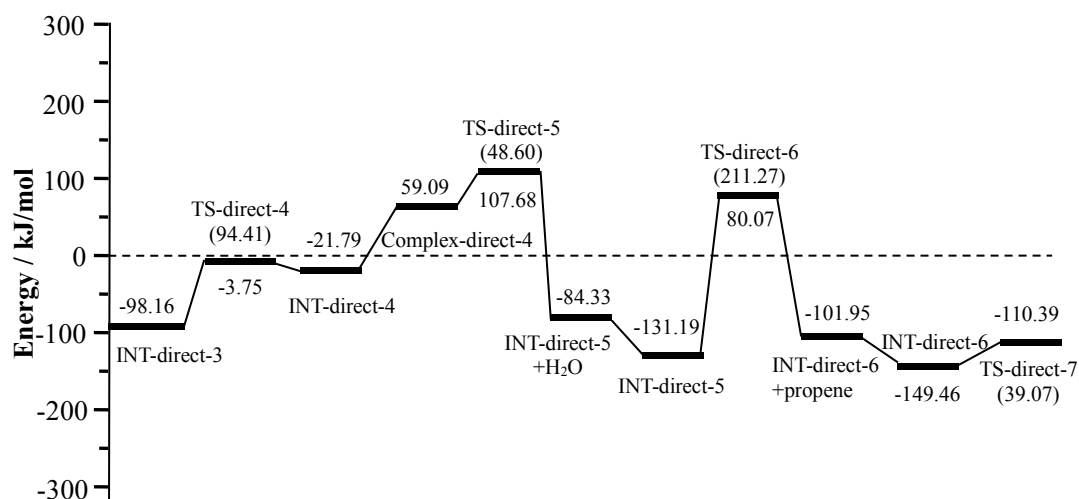 300
200
100
0
-100
-200
-300
Energy / kJ/mol
-98.16
INT-direct-3
TS-direct-4
(94.41)
-3.75
-21.79
INT-direct-4
59.09
Complex-direct-4
TS-direct-5
(48.60)
107.68
-84.33
INT-direct-5
+H₂O
-131.19
INT-direct-5
TS-direct-6
(211.27)
80.07
-101.95
INT-direct-6
+propene
INT-direct-6
-149.46
-110.39
TS-direct-7
(39.07)